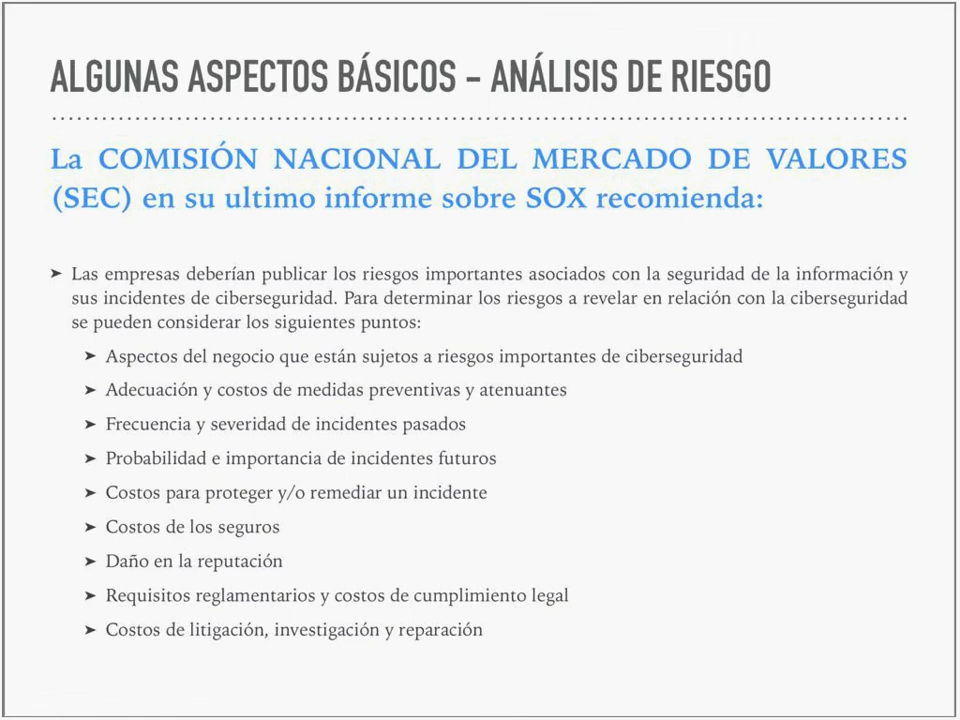 ALGUNAS ASPECTOS BÁSICOS - ANÁLISIS DE RIESGO
La COMISIÓN NACIONAL DEL MERCADO DE VALORES
(SEC) en su ultimo informe sobre SOX recomienda:
➤ Las empresas deberían publicar los riesgos importantes asociados con la seguridad de la información y
sus incidentes de ciberseguridad. Para determinar los riesgos a revelar en relación con la ciberseguridad
se pueden considerar los siguientes puntos:
➤ Aspectos del negocio que están sujetos a riesgos importantes de ciberseguridad
➤ Adecuación y costos de medidas preventivas y atenuantes
➤ Frecuencia y severidad de incidentes pasados
➤ Probabilidad e importancia de incidentes futuros
➤ Costos para proteger y/o remediar un incidente
➤ Costos de los seguros
➤ Daño en la reputación
➤ Requisitos reglamentarios y costos de cumplimiento legal
➤ Costos de litigación, investigación y reparación